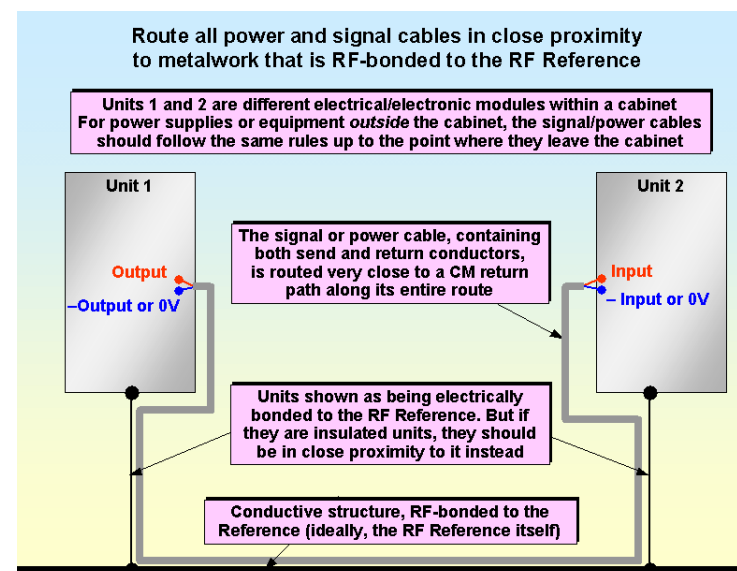 Route all power and signal cables in close proximity
to metalwork that is RF-bonded to the RF Reference
Units 1 and 2 are different electrical/electronic modules within a cabinet
For power supplies or equipment outside the cabinet, the signal/power cables
should follow the same rules up to the point where they leave the cabinet
Unit 1
Unit 2
The signal or power cable, containing
both send and return conductors,
is routed very close to a CM return
path along its entire route
Output
–Output or 0V
Input
– Input or 0V
Units shown as being electrically
bonded to the RF Reference. But if
they are insulated units, they should
be in close proximity to it instead
Conductive structure, RF-bonded to the
Reference (ideally, the RF Reference itself)